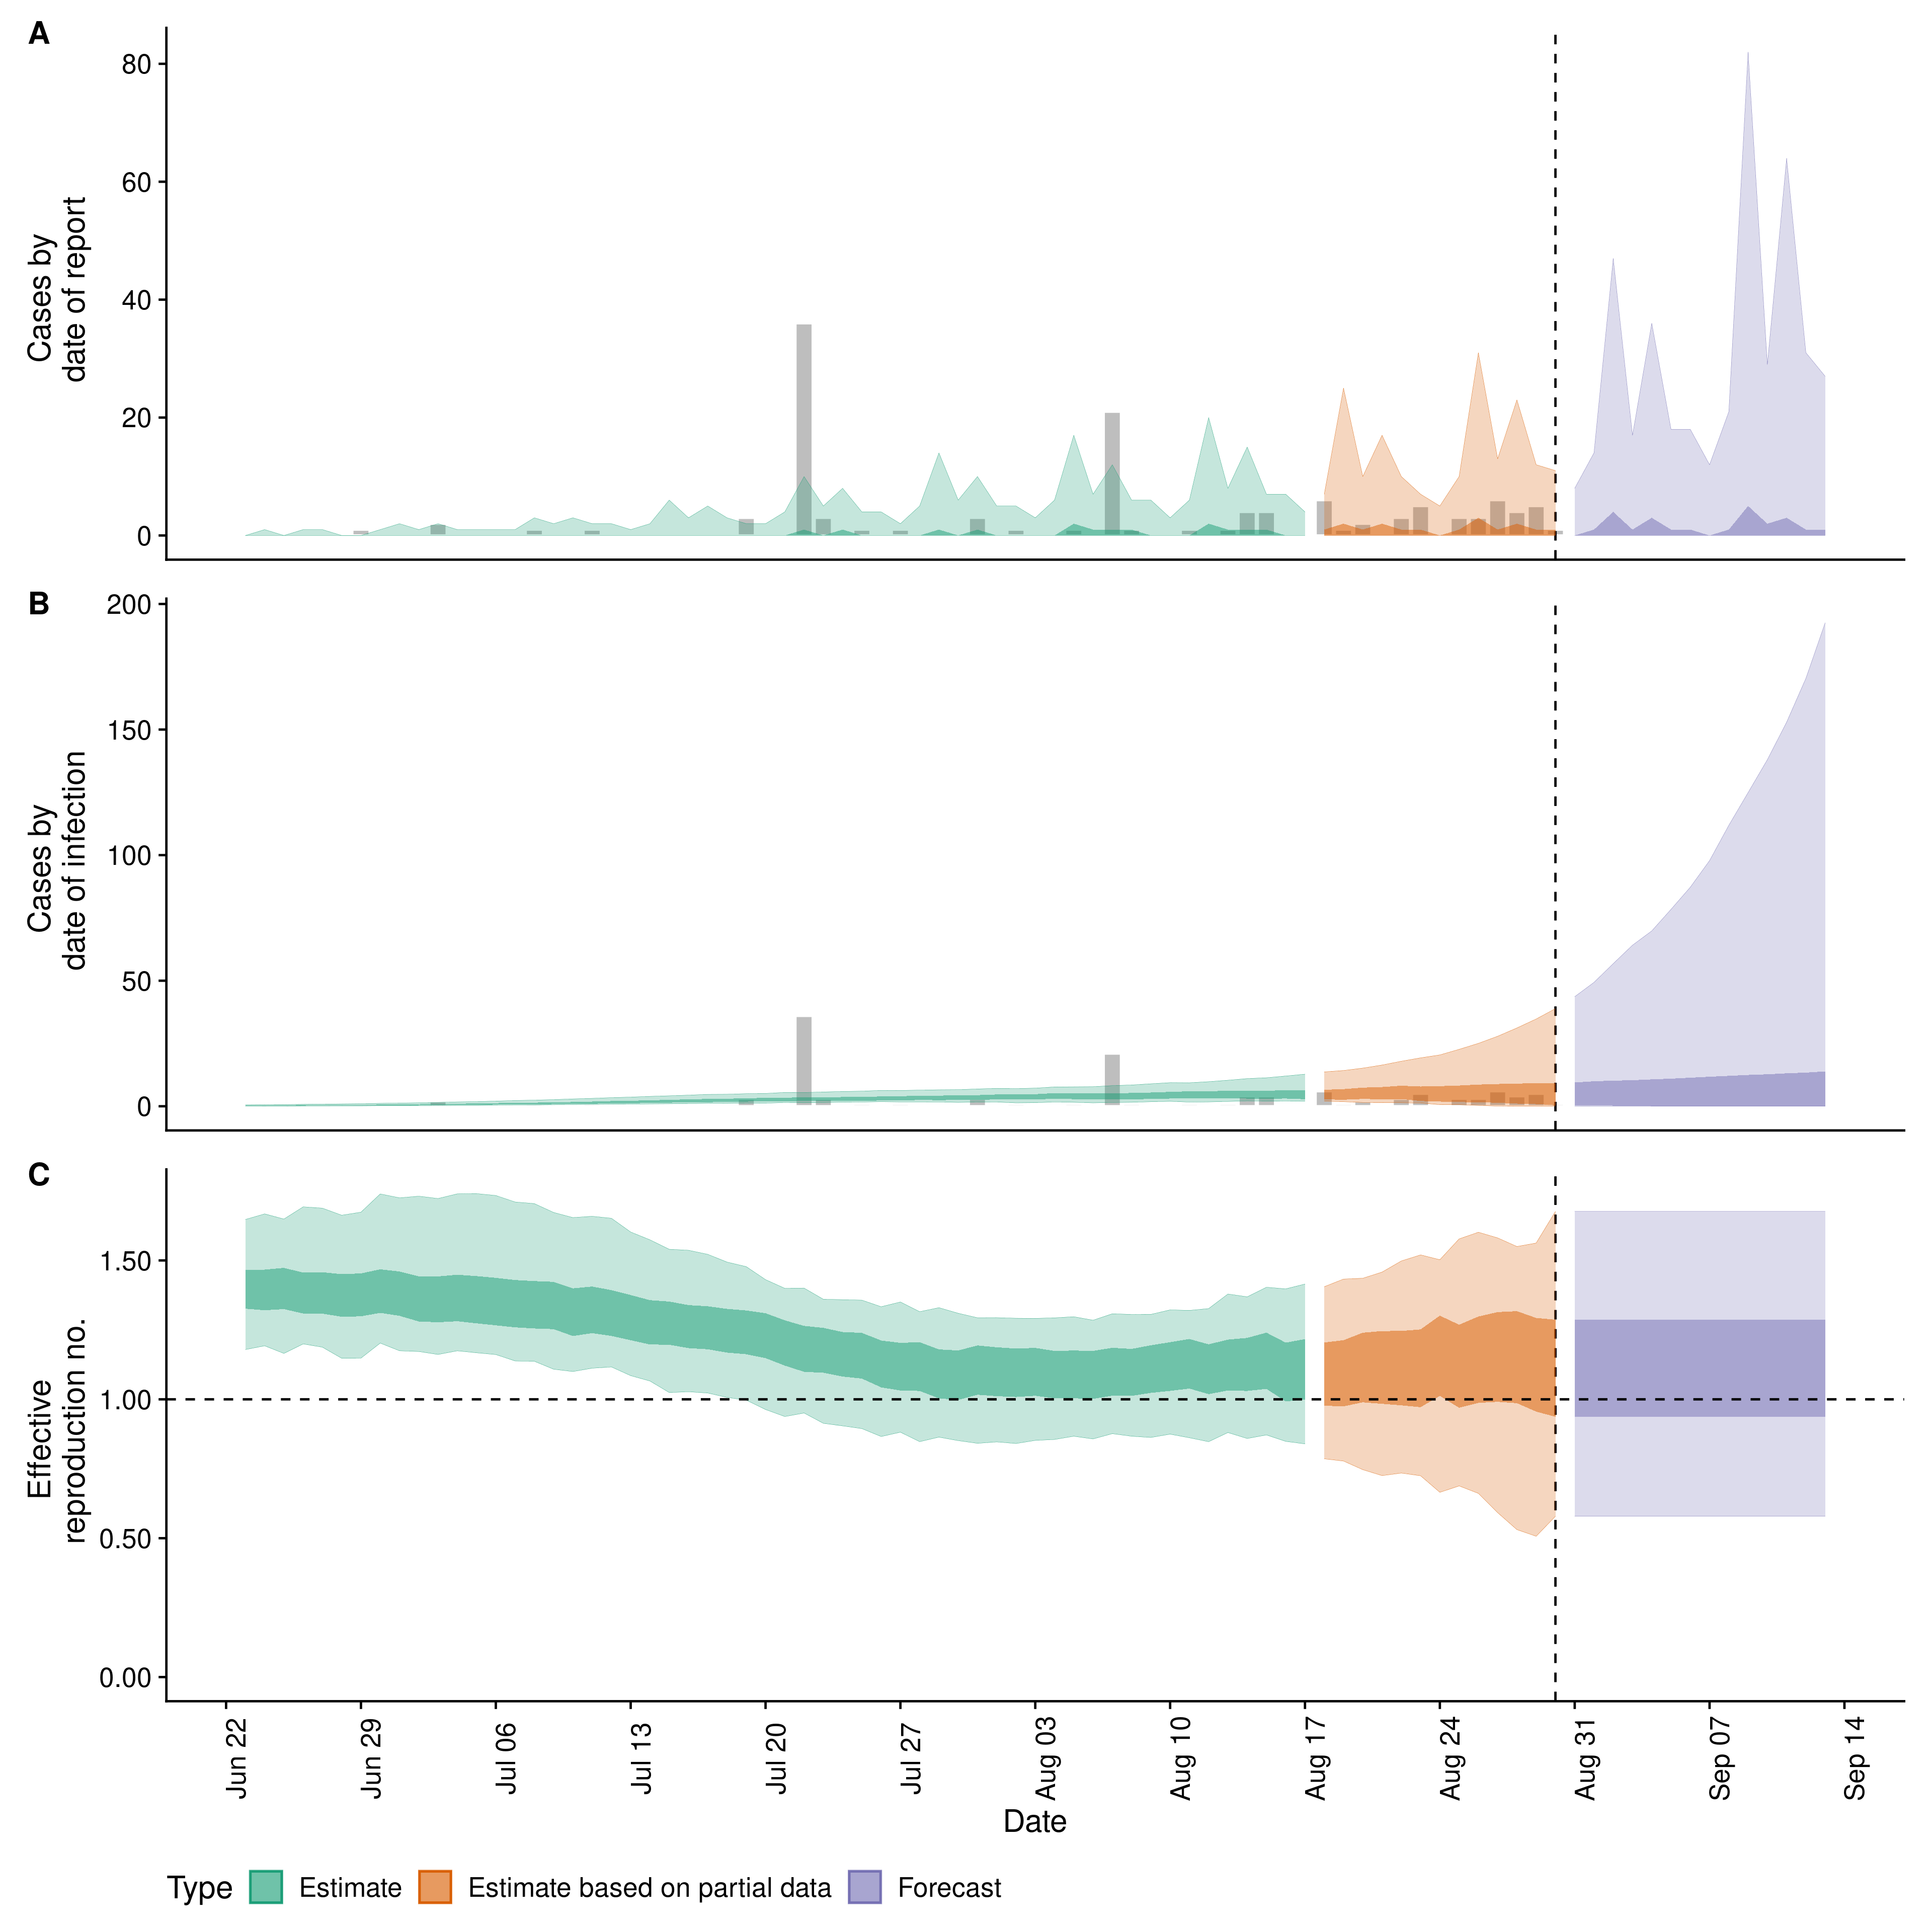 A
Cases by
date of report
80
60
40
20
0
B
Cases by
date of infection
200
150
100
50
0
C
Effective
reproduction no.
1.50
1.00
0.50
0.00
Jun 22
Jun 29
Jul 06
Jul 13
Jul 20
Jul 27
Aug 03
Aug 10
Aug 17
Aug 24
Aug 31
Sep 07
Sep 14
Date
Type Estimate Estimate based on partial data Forecast